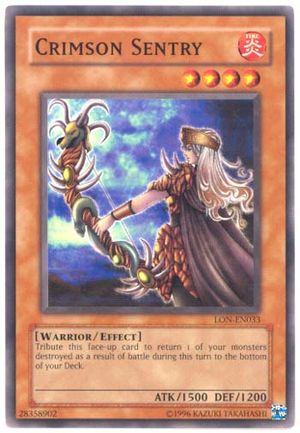 CRIMSON SENTRY
FIRE
炎
LON-EN033
[WARRIOR/EFFECT]
Tribute this face-up card to return 1 of your monsters
destroyed as a result of battle during this turn to the bottom
of your Deck.
ATK/1500 DEF/1200
28358902
©1996 KAZUKI TAKAHASHI